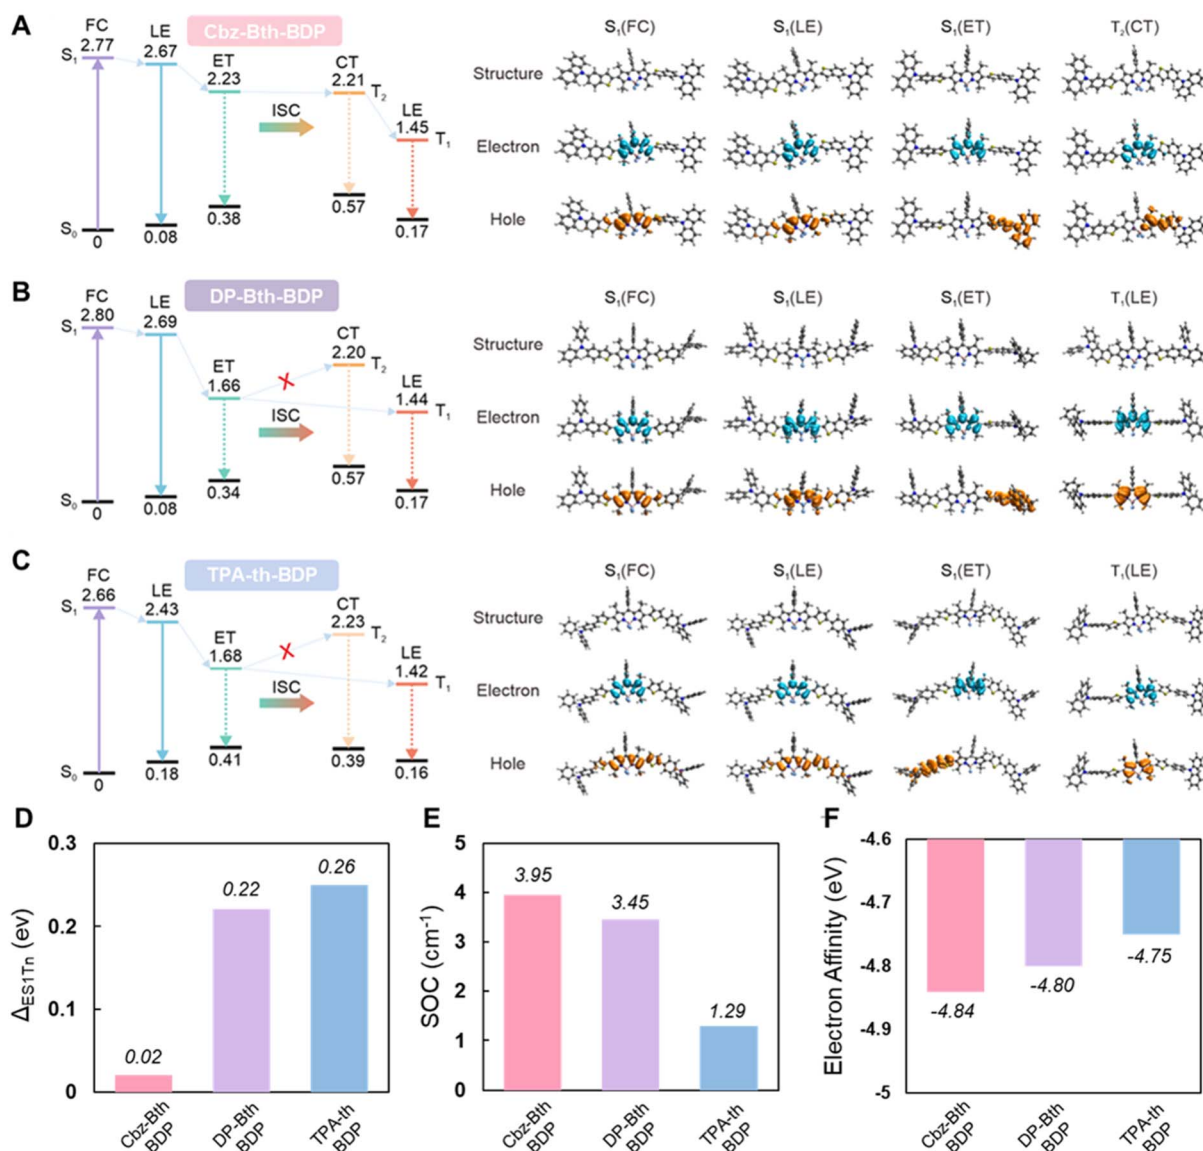 A
Cbz-Bth-BDP
FC
2.77
LE
2.67
S1
ET
2.23
CT
2.21
T2
ISC
LE
1.45
T1
S0
0
0.08
0.38
0.57
0.17
S1(FC)
S1(LE)
S1(ET)
T2(CT)
Structure
Electron
Hole
B
DP-Bth-BDP
FC
2.80
LE
2.69
S1
ET
1.66
X
CT
2.20
T2
ISC
LE
1.44
T1
S0
0
0.08
0.34
0.57
0.17
S1(FC)
S1(LE)
S1(ET)
T1(LE)
Structure
Electron
Hole
C
TPA-th-BDP
FC
2.66
LE
2.43
S1
ET
1.68
X
CT
2.23
T2
ISC
LE
1.42
T1
S0
0
0.18
0.41
0.39
0.16
S1(FC)
S1(LE)
S1(ET)
T1(LE)
Structure
Electron
Hole
D
ΔES1Tn (ev)
0.3
0.2
0.1
0
0.02
0.22
0.26
Cbz-Bth
BDP
DP-Bth
BDP
TPA-th
BDP
E
SOC (cm-1)
5
4
3
2
1
0
3.95
3.45
1.29
Cbz-Bth
BDP
DP-Bth
BDP
TPA-th
BDP
F
Electron Affinity (eV)
-4.6
-4.7
-4.8
-4.9
-5
-4.84
-4.80
-4.75
Cbz-Bth
BDP
DP-Bth
BDP
TPA-th
BDP